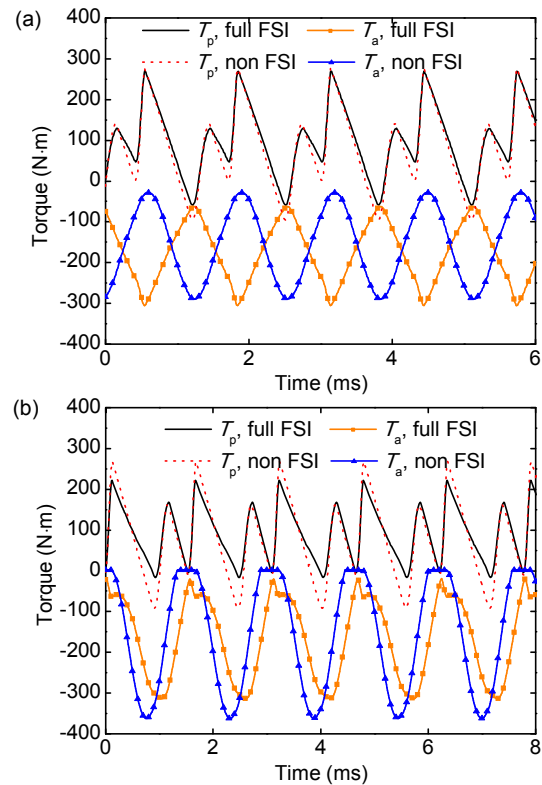 (a)
Tp, full FSI Ta, full FSI
Tp, non FSI Ta, non FSI
400
300
200
100
0
-100
-200
-300
-400
Torque (N·m)
0 2 4 6
Time (ms)
(b)
Tp, full FSI Ta, full FSI
Tp, non FSI Ta, non FSI
400
300
200
100
0
-100
-200
-300
-400
Torque (N·m)
0 2 4 6 8
Time (ms)